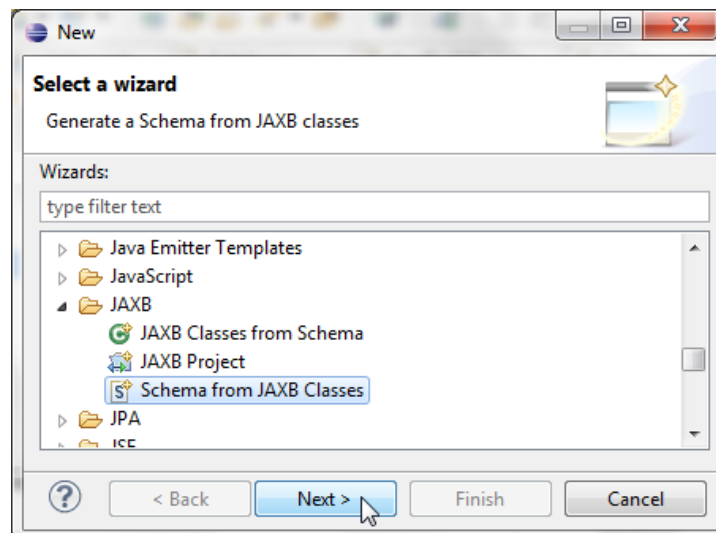 New
Select a wizard
Generate a Schema from JAXB classes
Wizards:
type filter text
Java Emitter Templates
JavaScript
JAXB
JAXB Classes from Schema
JAXB Project
Schema from JAXB Classes
JPA
JSF
< Back Next > Finish Cancel